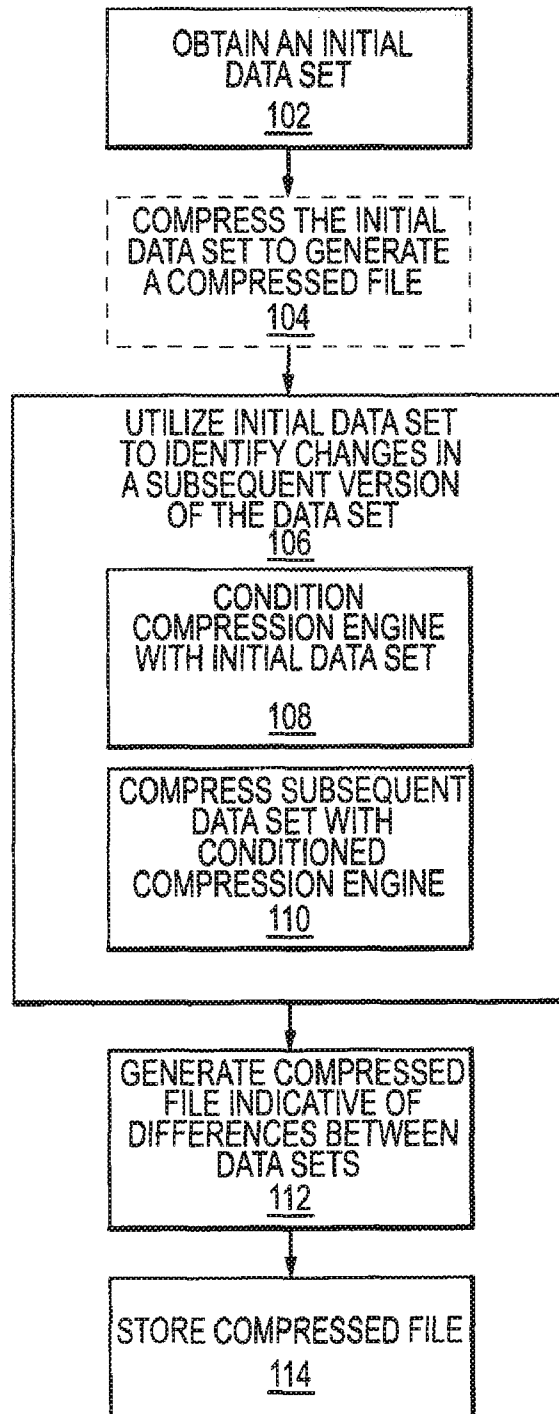 OBTAIN AN INITIAL
DATA SET
102
COMPRESS THE INITIAL
DATA SET TO GENERATE
A COMPRESSED FILE
104
UTILIZE INITIAL DATA SET
TO IDENTIFY CHANGES IN
A SUBSEQUENT VERSION
OF THE DATA SET
106
CONDITION
COMPRESSION ENGINE
WITH INITIAL DATA SET
108
COMPRESS SUBSEQUENT
DATA SET WITH
CONDITIONED
COMPRESSION ENGINE
110
GENERATE COMPRESSED
FILE INDICATIVE OF
DIFFERENCES BETWEEN
DATA SETS
112
STORE COMPRESSED FILE
114